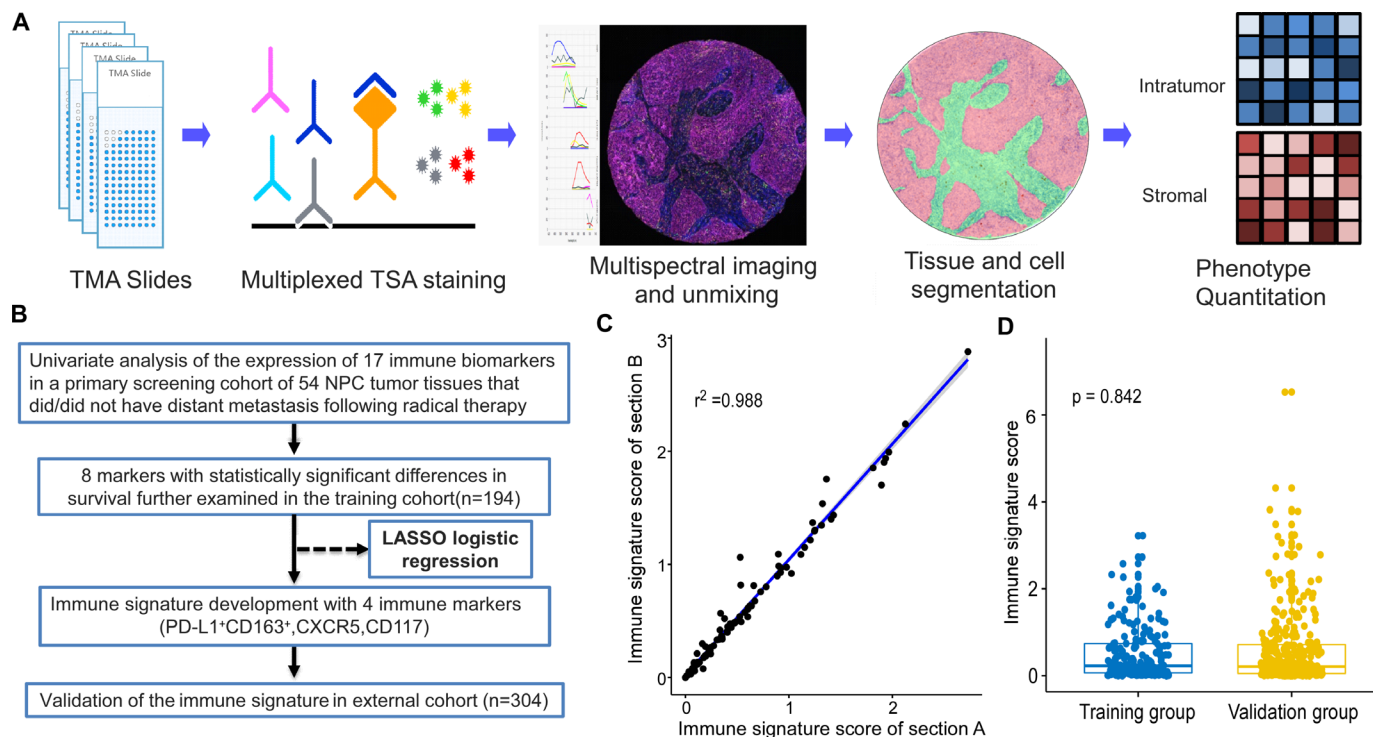 A
TMA Slide
TMA Slide
TMA Slide
TMA Slide
Intratumor
Stromal
TMA Slides
Multiplexed TSA staining
Multispectral imaging
and unmixing
Tissue and cell
segmentation
Phenotype
Quantitation
B
Univariate analysis of the expression of 17 immune biomarkers
in a primary screening cohort of 54 NPC tumor tissues that
did/did not have distant metastasis following radical therapy
8 markers with statistically significant differences in
survival further examined in the training cohort(n=194)
LASSO logistic
regression
Immune signature development with 4 immune markers
(PD-L1⁺CD163⁺,CXCR5,CD117)
Validation of the immune signature in external cohort (n=304)
C
Immune signature score of section B
3
2
1
0
r² =0.988
0
1
2
Immune signature score of section A
D
Immune signature score
6
4
2
0
p = 0.842
Training group
Validation group